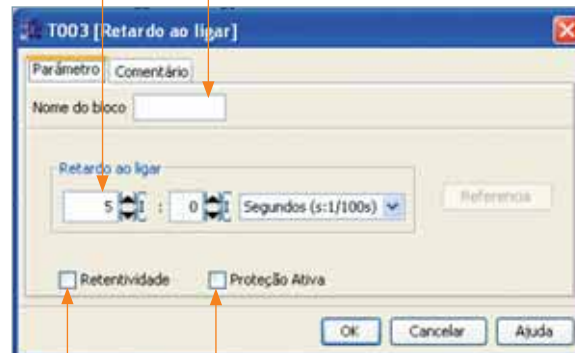 T003 [Retardo ao ligar]
Parâmetro Comentário
Nome do bloco
Retardo ao ligar
5 : 0 Segundos (s:1/100s)
Referencia
Retentividade Proteção Ativa
OK Cancelar Ajuda